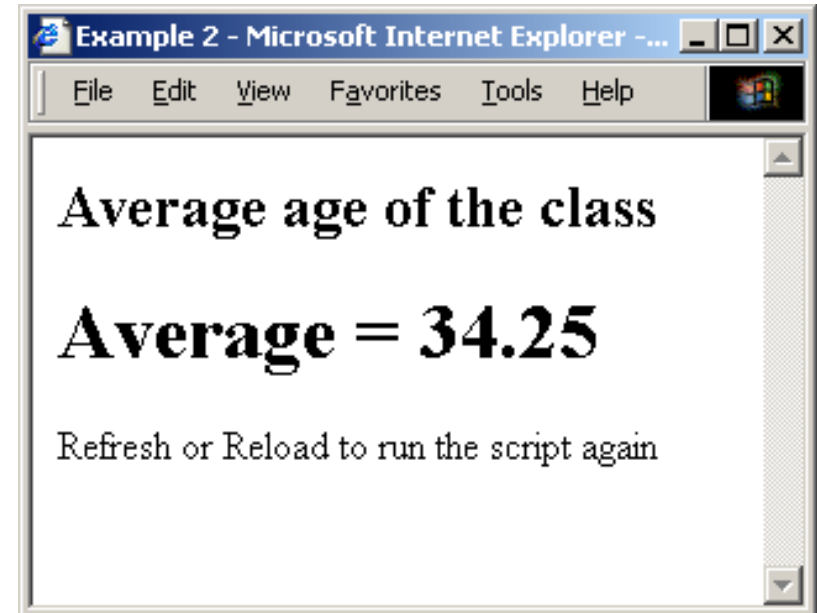 Example 2 - Microsoft Internet Explorer -...
File Edit View Favorites Tools Help
Average age of the class
Average = 34.25
Refresh or Reload to run the script again